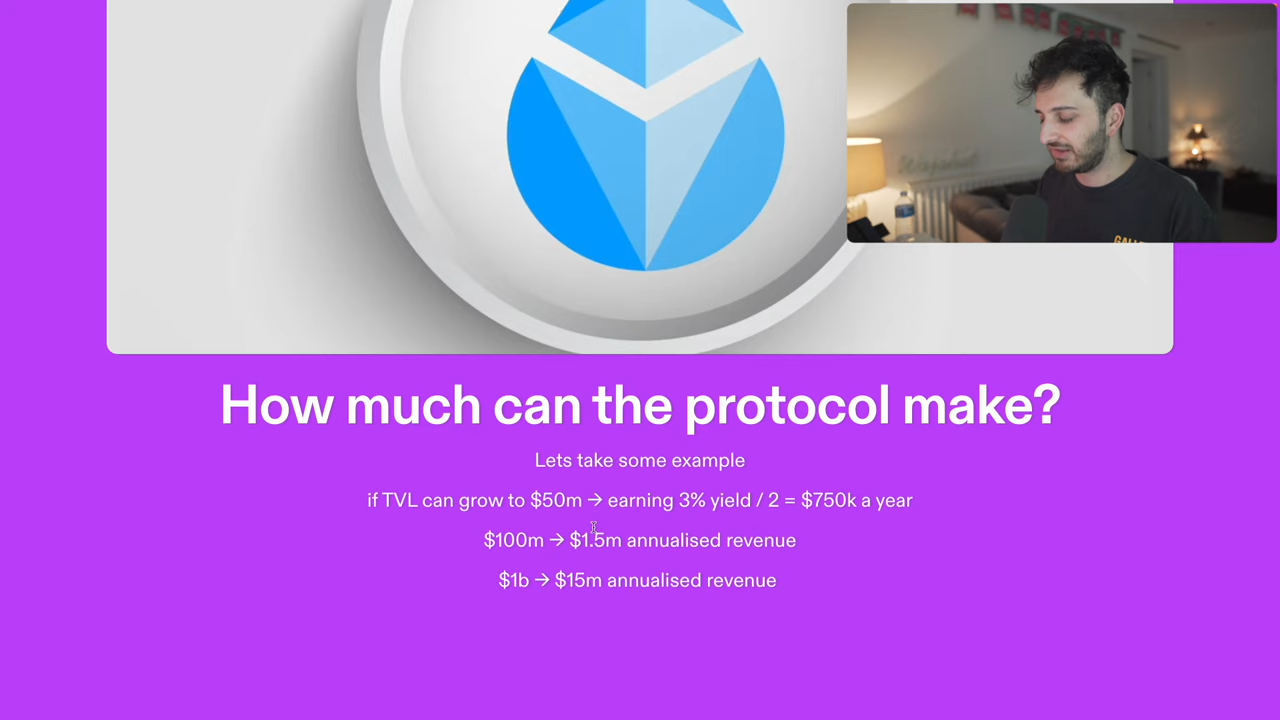 How much can the protocol make?
Lets take some example
if TVL can grow to $50m → earning 3% yield / 2 = $750k a year
$100m → $1.5m annualised revenue
$1b → $15m annualised revenue